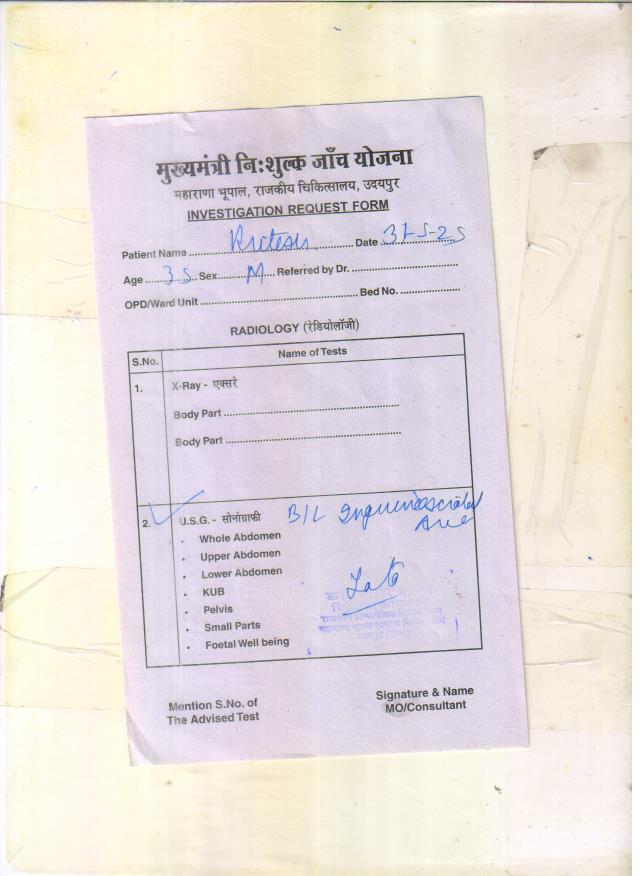 मुख्यमंत्री निःशुल्क जाँच योजना
महाराणा भूपाल, राजकीय चिकित्सालय, उदयपुर
INVESTIGATION REQUEST FORM
Patient Name Ritesh Date 31-5-25
Age 35 Sex M Referred by Dr.
OPD/Ward Unit Bed No.
RADIOLOGY (रेडियोलॉजी)
S.No. Name of Tests
1. X-Ray - एक्सरे
Body Part
Body Part
2. U.S.G. - सोनोग्राफी B/L Inguinoscrotal
Area
• Whole Abdomen
• Upper Abdomen
• Lower Abdomen
• KUB
• Pelvis
• Small Parts
• Foetal Well being
Mention S.No. of
The Advised Test
Signature & Name
MO/Consultant